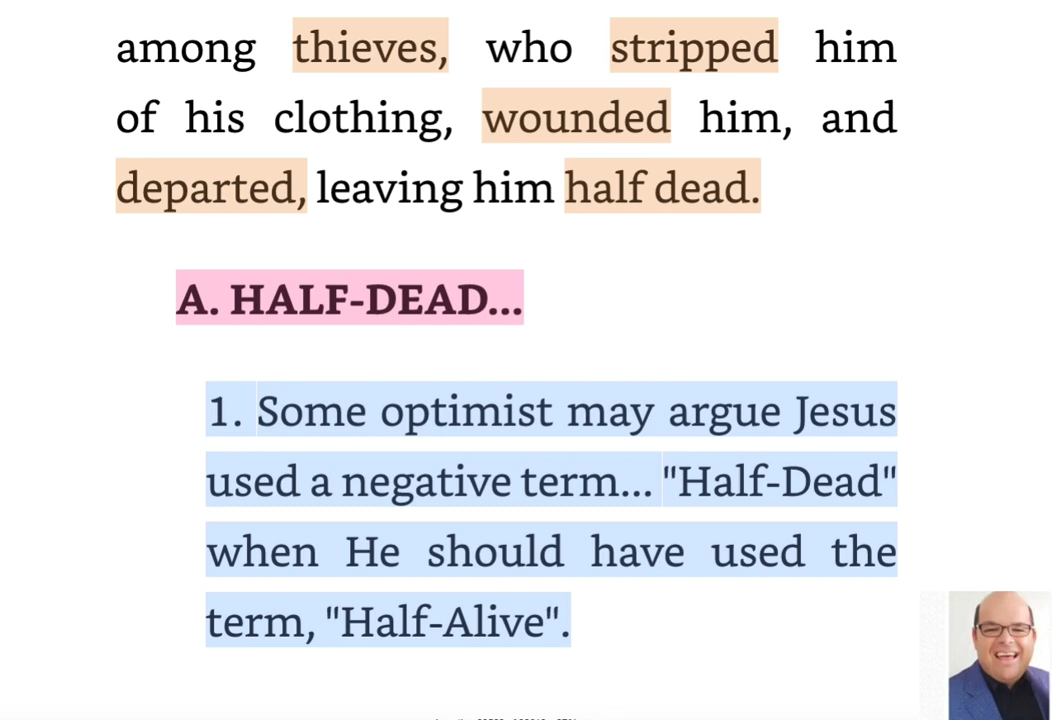 among thieves, who stripped him
of his clothing, wounded him, and
departed, leaving him half dead.
A. HALF-DEAD...
1. Some optimist may argue Jesus
used a negative term... "Half-Dead"
when He should have used the
term, "Half-Alive".